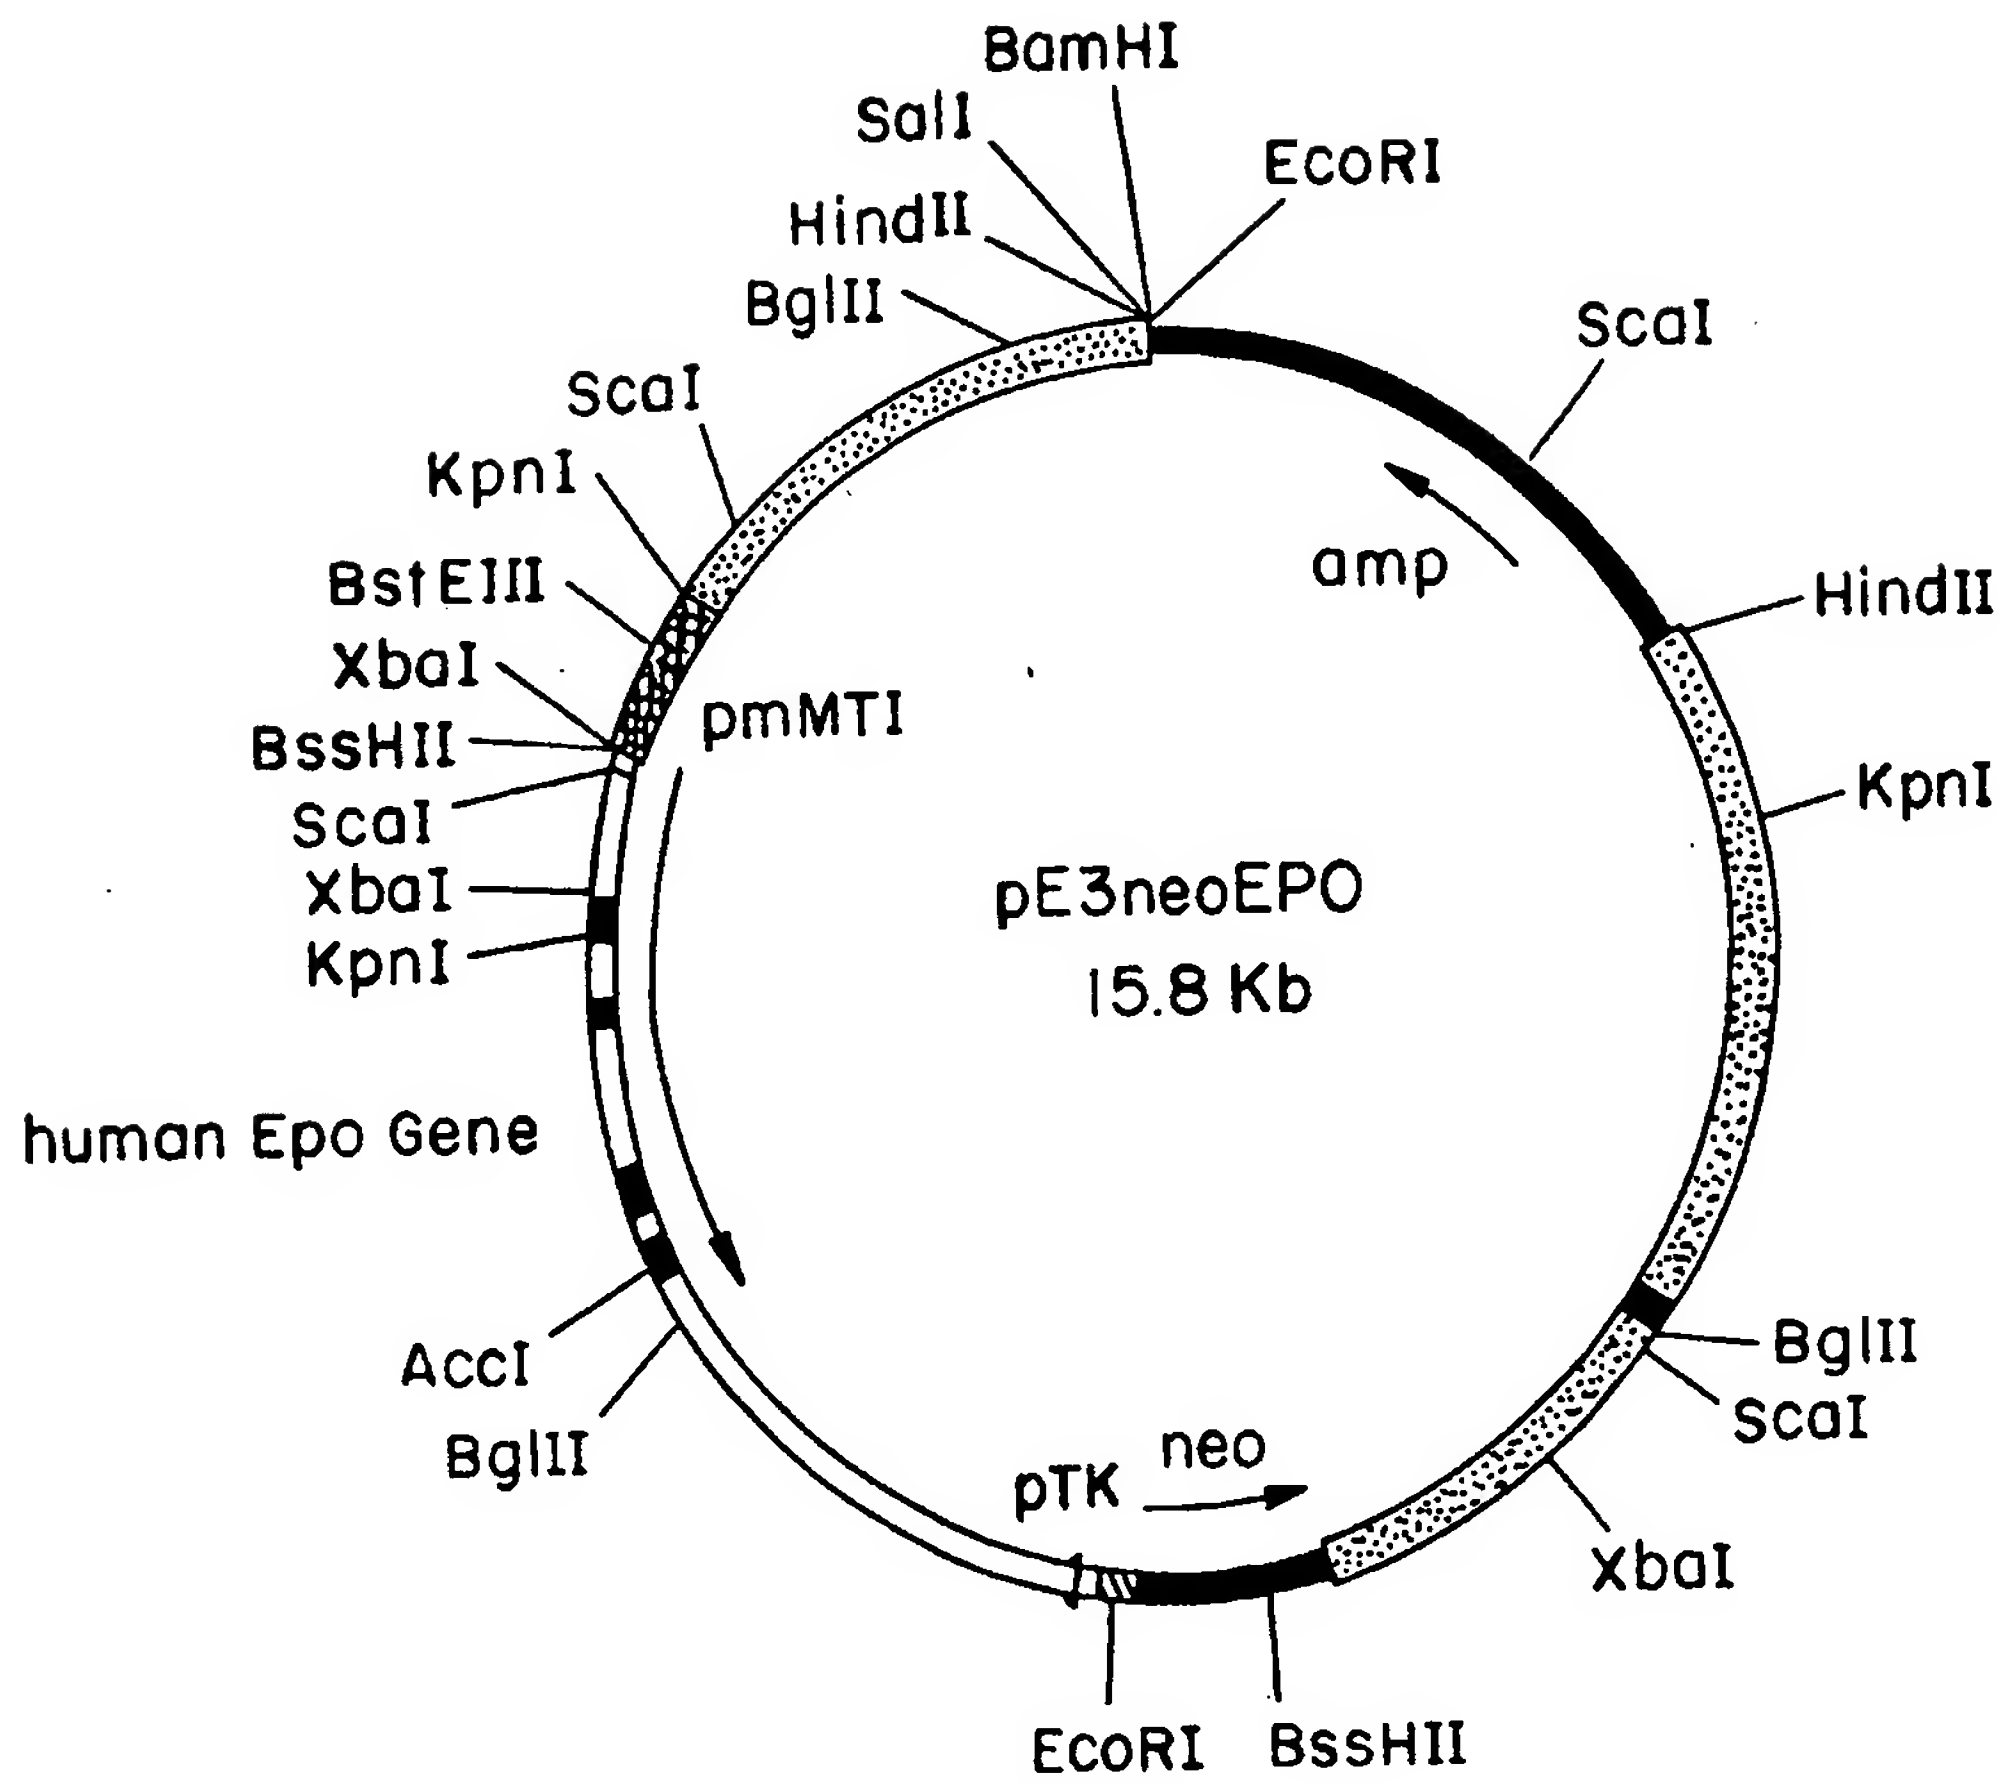 BamHI
SalI
EcoRI
HindII
BglII
ScaI
ScaI
KpnI
amp
BstEIII
HindII
XbaI
pmMTI
BssHII
KpnI
ScaI
XbaI
pE3neoEPO
KpnI
15.8 Kb
human Epo Gene
BglII
AccI
ScaI
BglII
neo
pTK
XbaI
EcoRI
BssHII